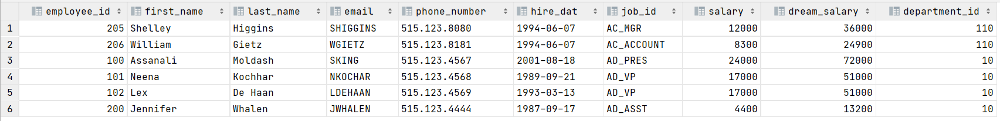 employee_id first_name last_name email phone_number hire_dat job_id salary dream_salary department_id
1 205 Shelley Higgins SHIGGINS 515.123.8080 1994-06-07 AC_MGR 12000 36000 110
2 206 William Gietz WGIETZ 515.123.8181 1994-06-07 AC_ACCOUNT 8300 24900 110
3 100 Assanali Moldash SKING 515.123.4567 2001-08-18 AD_PRES 24000 72000 10
4 101 Neena Kochhar NKOCHAR 515.123.4568 1989-09-21 AD_VP 17000 51000 10
5 102 Lex De Haan LDEHAAN 515.123.4569 1993-03-13 AD_VP 17000 51000 10
6 200 Jennifer Whalen JWHALEN 515.123.4444 1987-09-17 AD_ASST 4400 13200 10